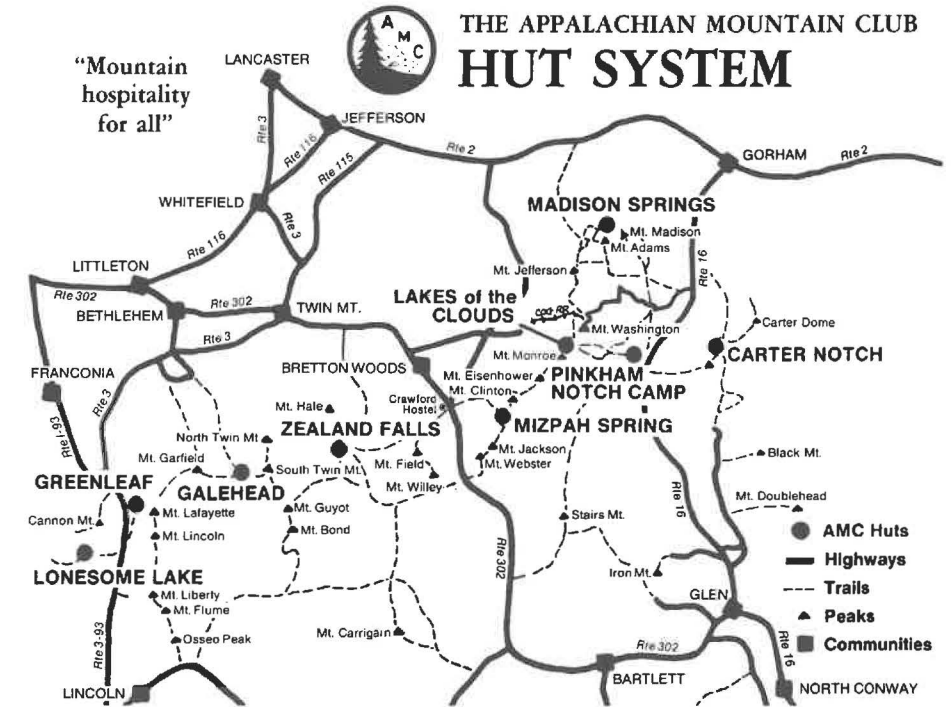 THE APPALACHIAN MOUNTAIN CLUB
HUT SYSTEM
A
M
C
"Mountain
hospitality
for all"
LANCASTER
JEFFERSON
Rte 3
Rte 116
Rte 115
Rte 2
GORHAM
Rte 2
WHITEFIELD
Rte 3
Rte 116
MADISON SPRINGS
Mt. Madison
Mt. Adams
Rte 16
LITTLETON
Mt. Jefferson
Rte 302
BETHLEHEM
Rte 302
TWIN MT.
LAKES of the
CLOUDS
Cog RR
Mt. Washington
Carter Dome
Rte 3
Mt. Monroe
CARTER NOTCH
FRANCONIA
BRETTON WOODS
Mt. Eisenhower
PINKHAM
NOTCH CAMP
Mt. Clinton
Rte 3
Crawford
Hostel
Mt. Hale
Rte I-93
ZEALAND FALLS
MIZPAH SPRING
North Twin Mt.
Mt. Jackson
Mt. Webster
Black Mt.
Mt. Garfield
South Twin Mt.
Mt. Field
Mt. Willey
GREENLEAF
GALEHEAD
Rte 16
Mt. Doublehead
Cannon Mt.
Mt. Lafayette
Mt. Guyot
Stairs Mt.
Mt. Lincoln
Mt. Bond
AMC Huts
Highways
LONESOME LAKE
Rte 302
Iron Mt.
Trails
Mt. Liberty
GLEN
Mt. Flume
Peaks
Mt. Carrigain
Osseo Peak
Communities
Rte 3-93
Rte 302
Rte 16
BARTLETT
LINCOLN
NORTH CONWAY